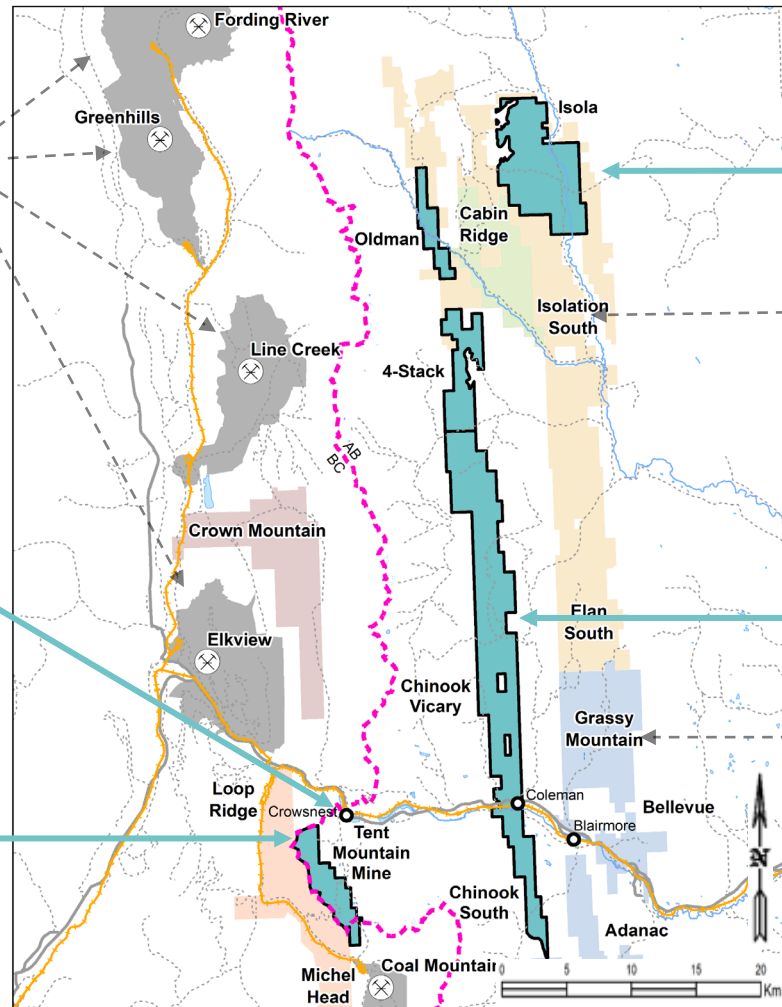 Fording River
Greenhills
Isola
Cabin
Ridge
Oldman
Isolation
South
Line Creek
4-Stack
AB
BC
Crown Mountain
Elan
South
Elkview
Chinook
Vicary
Grassy
Mountain
Loop
Ridge
Crowsnest
Coleman
Bellevue
Blairmore
Tent
Mountain
Mine
Chinook
South
Adanac
Michel
Head
Coal Mountain
N
0 5 10 15 20
Km